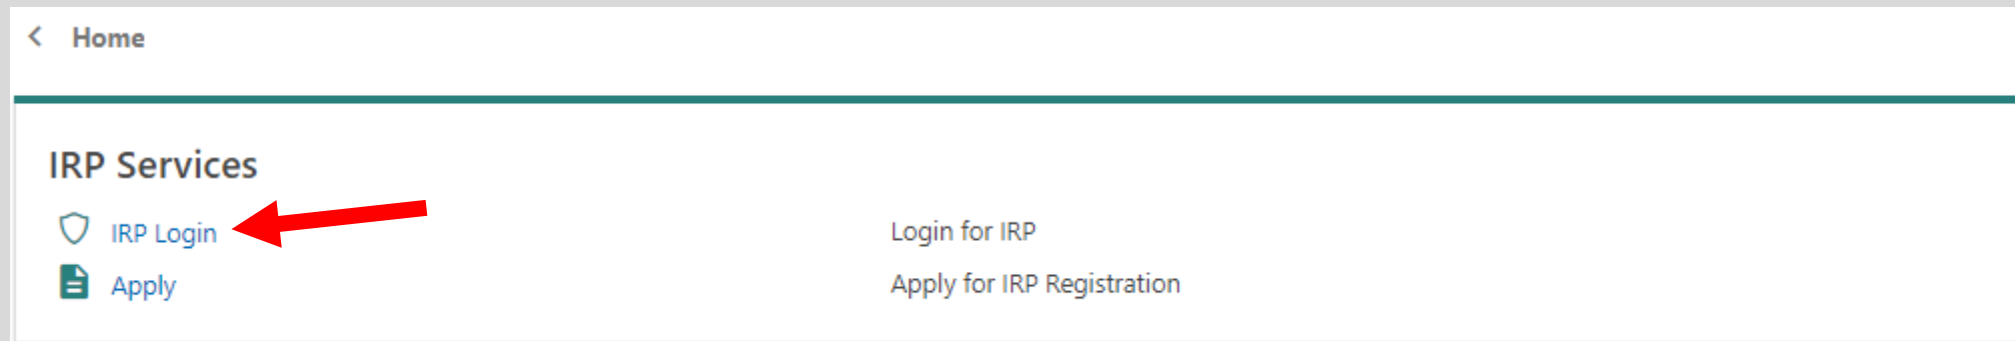 Home
IRP Services
IRP Login Login for IRP
Apply Apply for IRP Registration